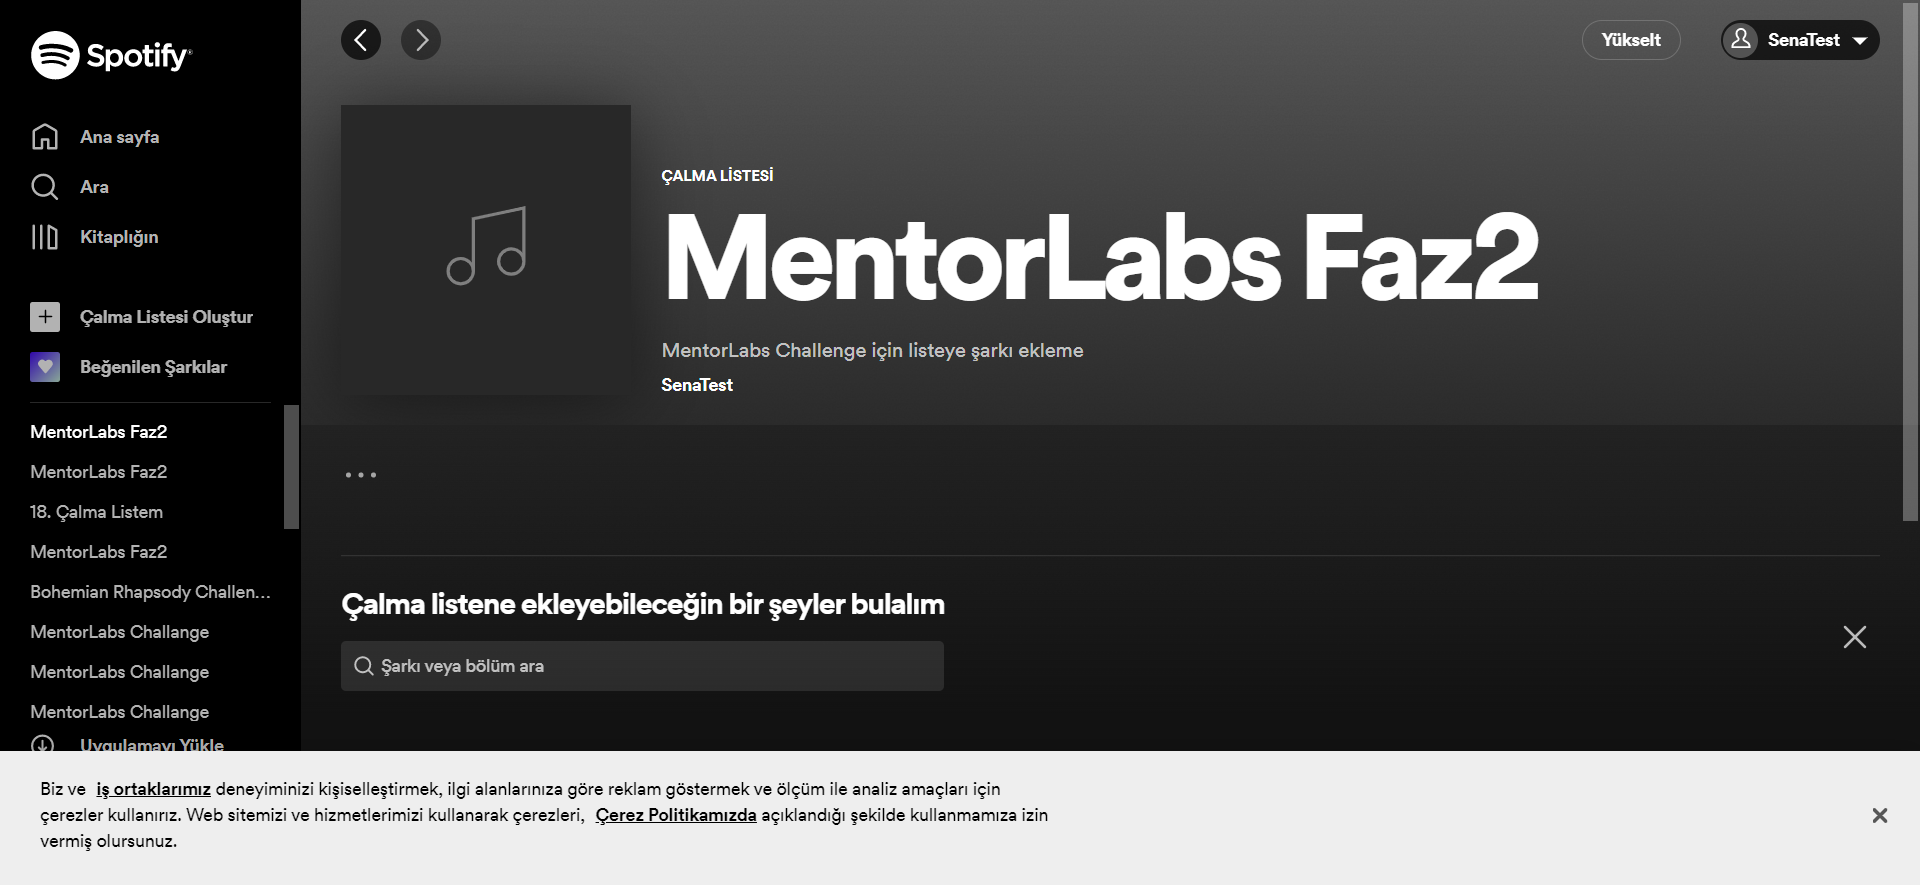 Spotify
Ana sayfa
Ara
Kitaplığın
Çalma Listesi Oluştur
Beğenilen Şarkılar
MentorLabs Faz2
MentorLabs Faz2
18. Çalma Listem
MentorLabs Faz2
Bohemian Rhapsody Challen...
MentorLabs Challange
MentorLabs Challange
MentorLabs Challange
Uygulamayı Yükle
Yükselt
SenaTest
ÇALMA LİSTESİ
MentorLabs Faz2
MentorLabs Challenge için listeye şarkı ekleme
SenaTest
Çalma listene ekleyebileceğin bir şeyler bulalım
Şarkı veya bölüm ara
Biz ve iş ortaklarımız deneyiminizi kişiselleştirmek, ilgi alanlarınıza göre reklam göstermek ve ölçüm ile analiz amaçları için
çerezler kullanırız. Web sitemizi ve hizmetlerimizi kullanarak çerezleri, Çerez Politikamızda açıklandığı şekilde kullanmamıza izin
vermiş olursunuz.